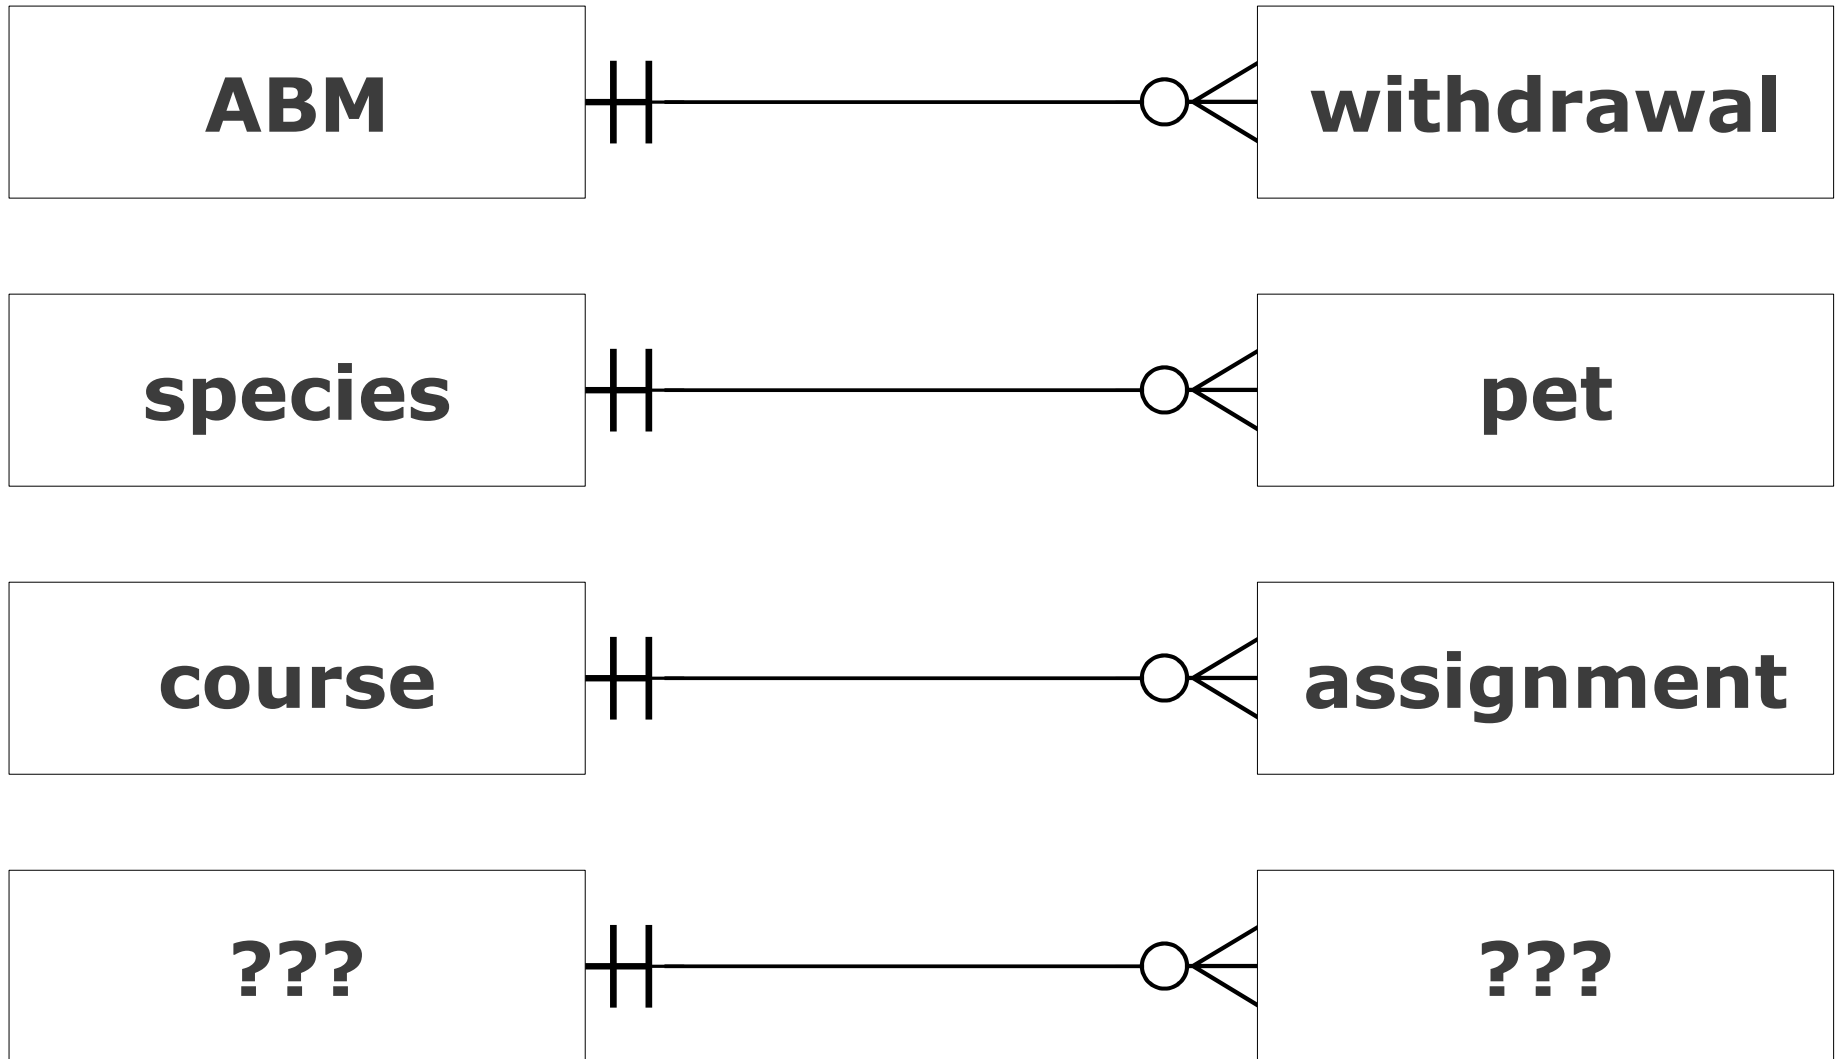 ABM
withdrawal
species
pet
course
assignment
???
???